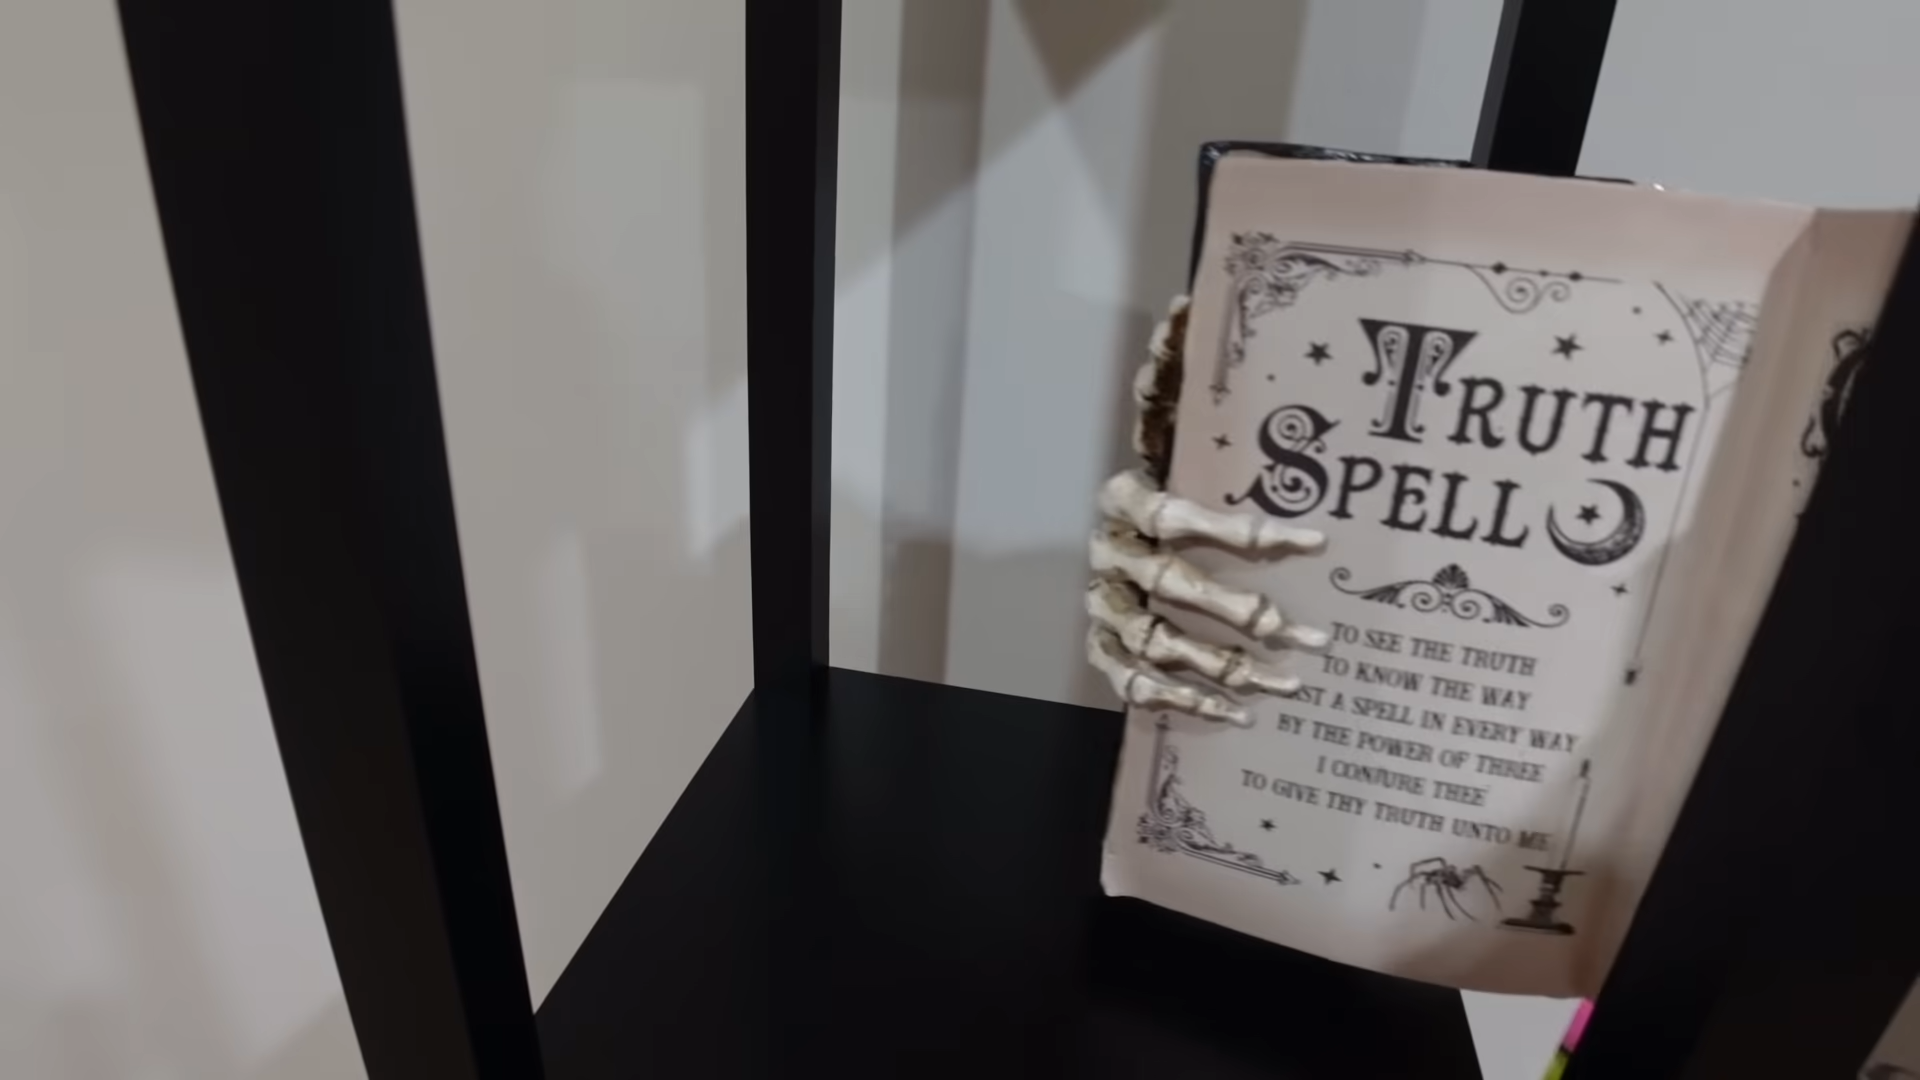 TRUTH
SPELL
TO SEE THE TRUTH
TO KNOW THE WAY
A SPELL IN EVERY WAY
BY THE POWER OF THREE
I CONJURE THEE
TO GIVE THY TRUTH UNTO ME